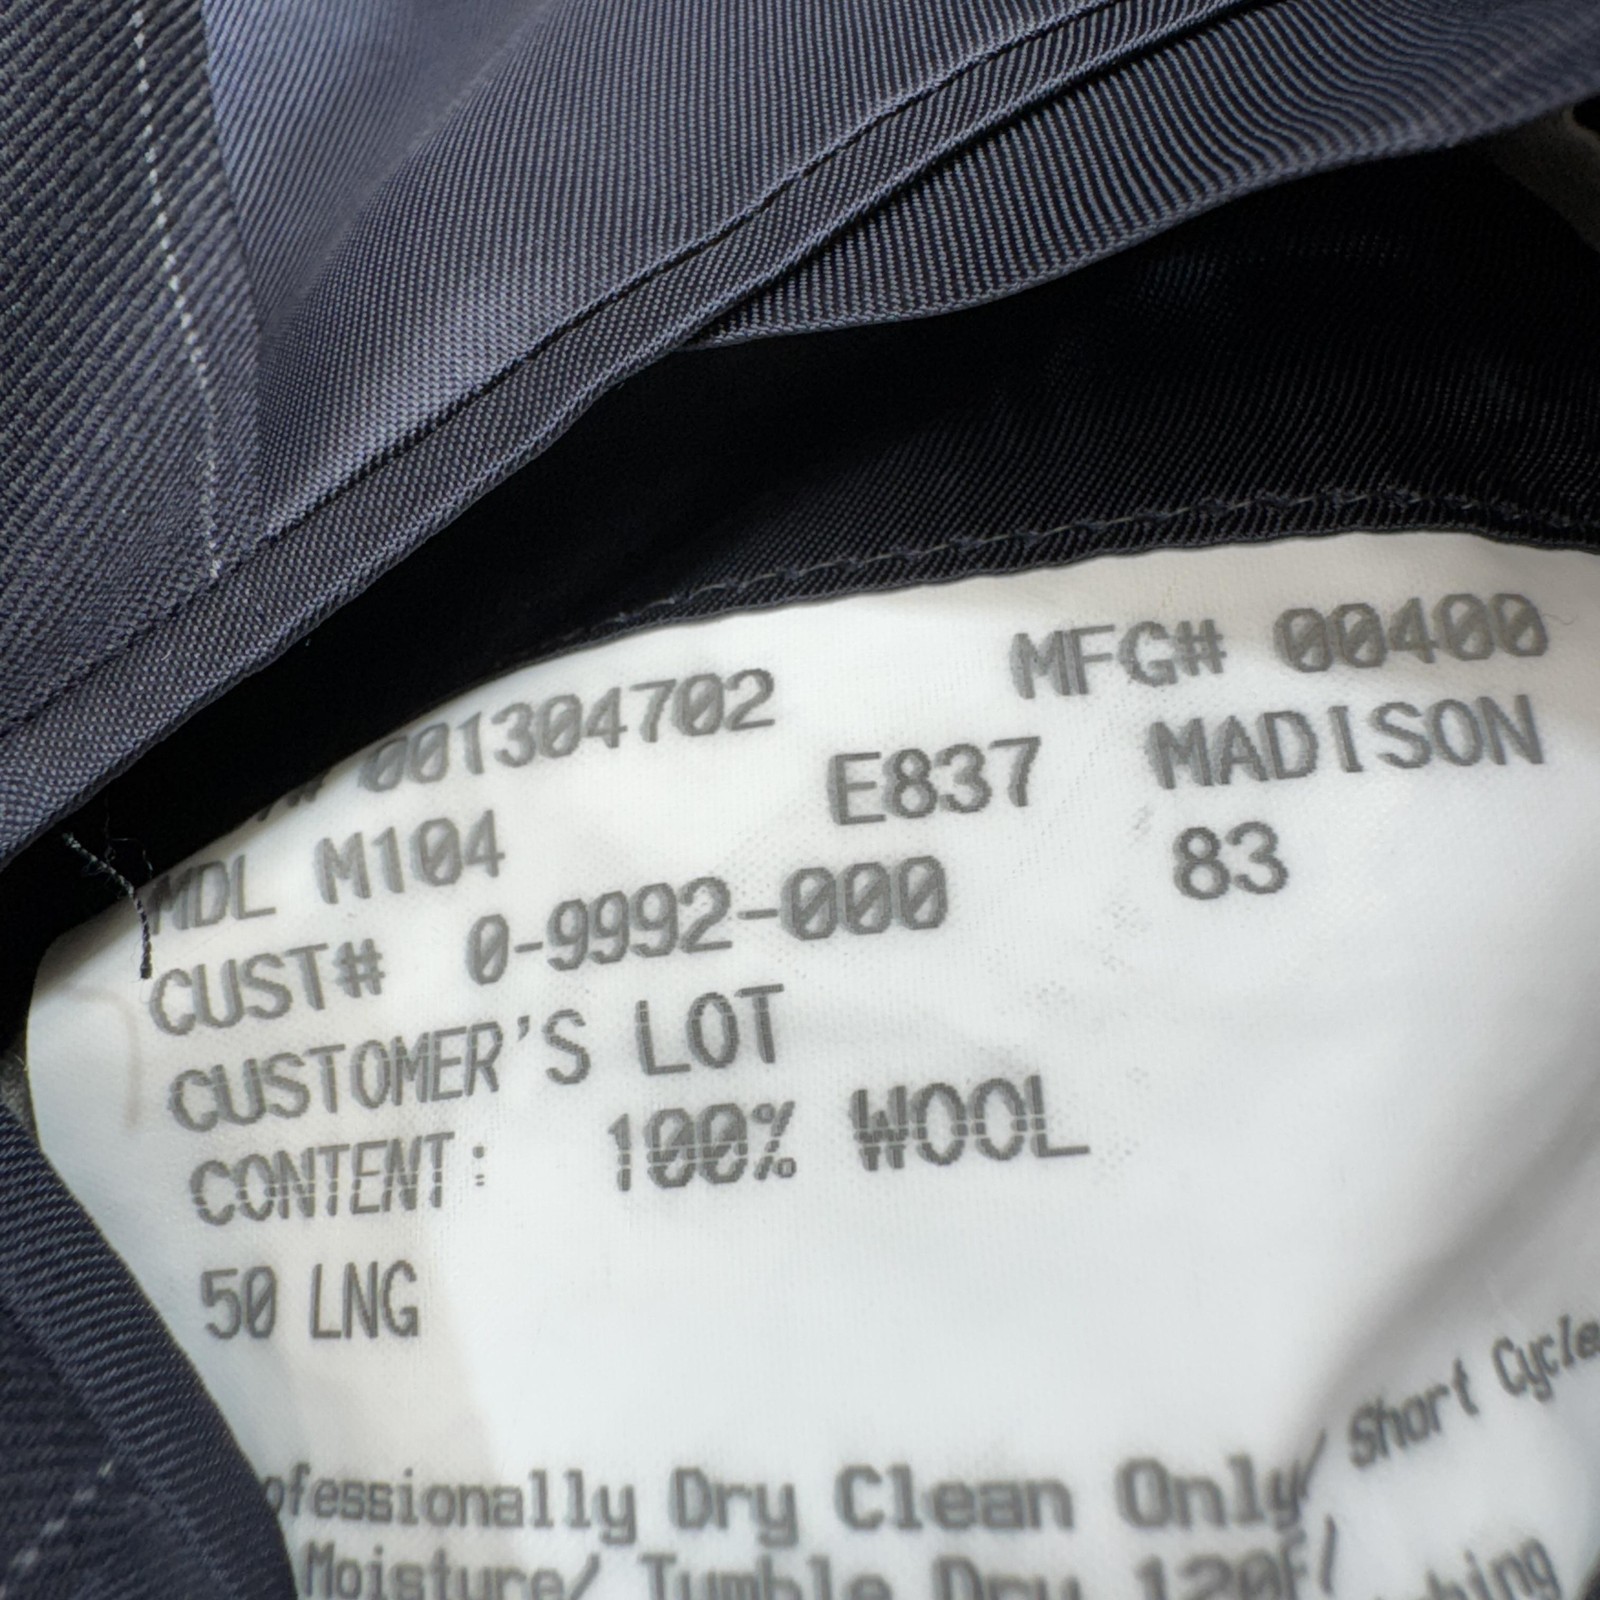 # 001304702 MFG# 00400
MDL M104 E837 MADISON
CUST# 0-9992-000 83
CUSTOMER'S LOT
CONTENT: 100% WOOL
50 LNG
ofessionally Dry Clean Only/ Short Cycle
Moisture/ Tumble Dry 120F/